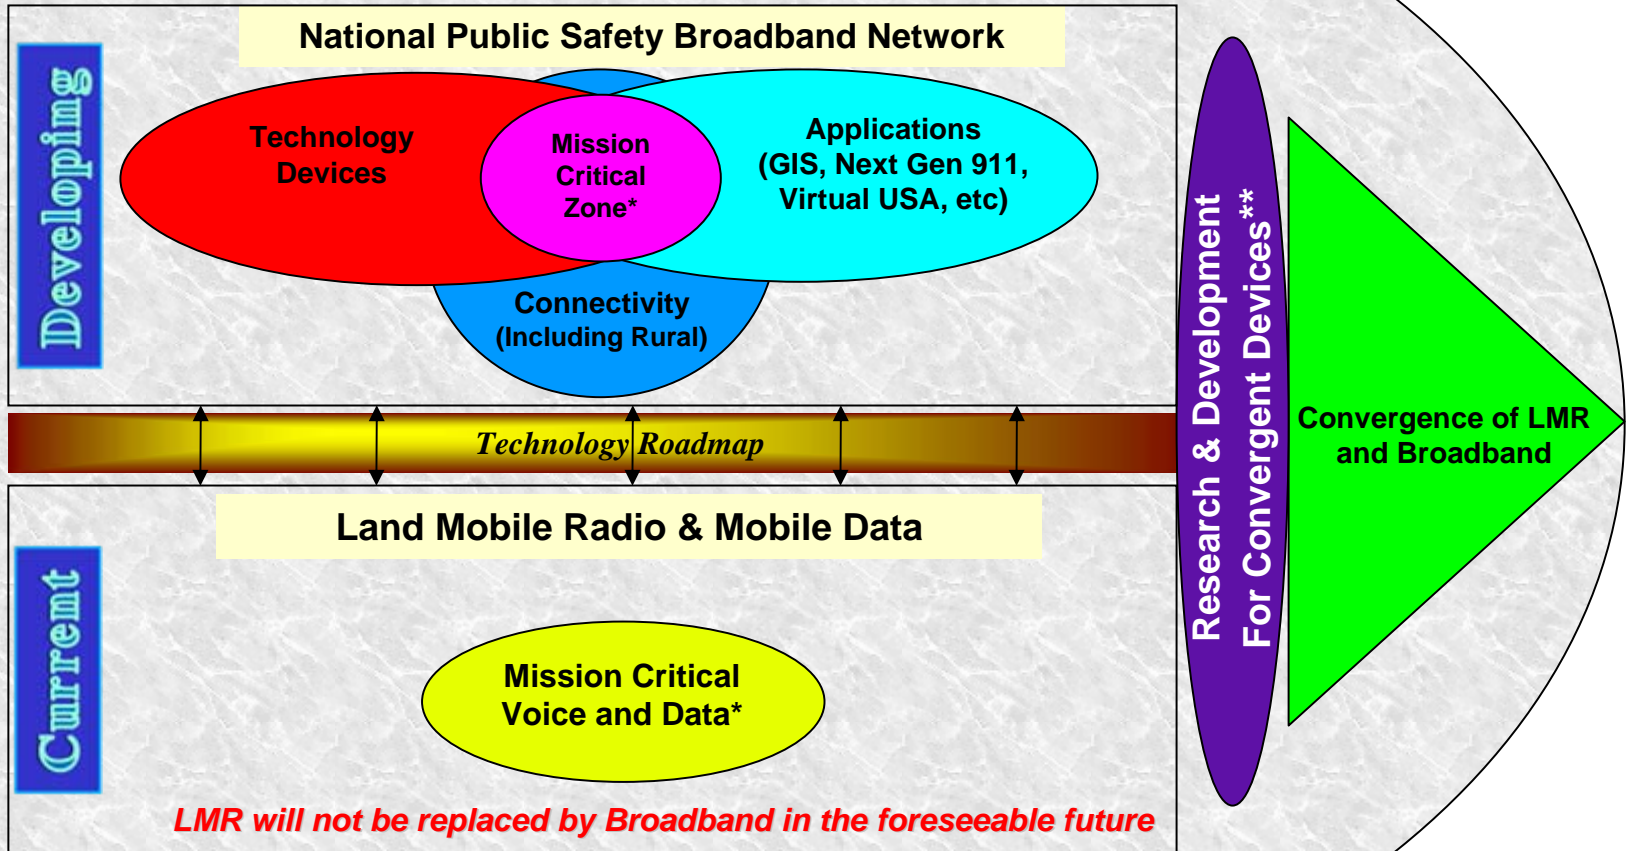 National Public Safety Broadband Network
Developing
Technology
Devices
Mission
Critical
Zone*
Applications
(GIS, Next Gen 911,
Virtual USA, etc)
Connectivity
(Including Rural)
Technology Roadmap
Land Mobile Radio & Mobile Data
Current
Mission Critical
Voice and Data*
LMR will not be replaced by Broadband in the foreseeable future
Research & Development
For Convergent Devices**
Convergence of LMR
and Broadband